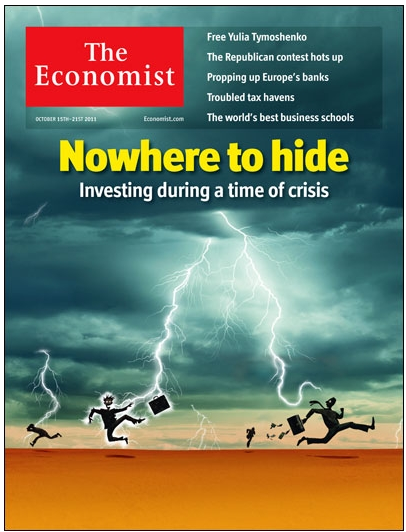 The
Economist
OCTOBER 15TH–21ST 2011 Economist.com
Free Yulia Tymoshenko
The Republican contest hots up
Propping up Europe's banks
Troubled tax havens
The world's best business schools
Nowhere to hide
Investing during a time of crisis